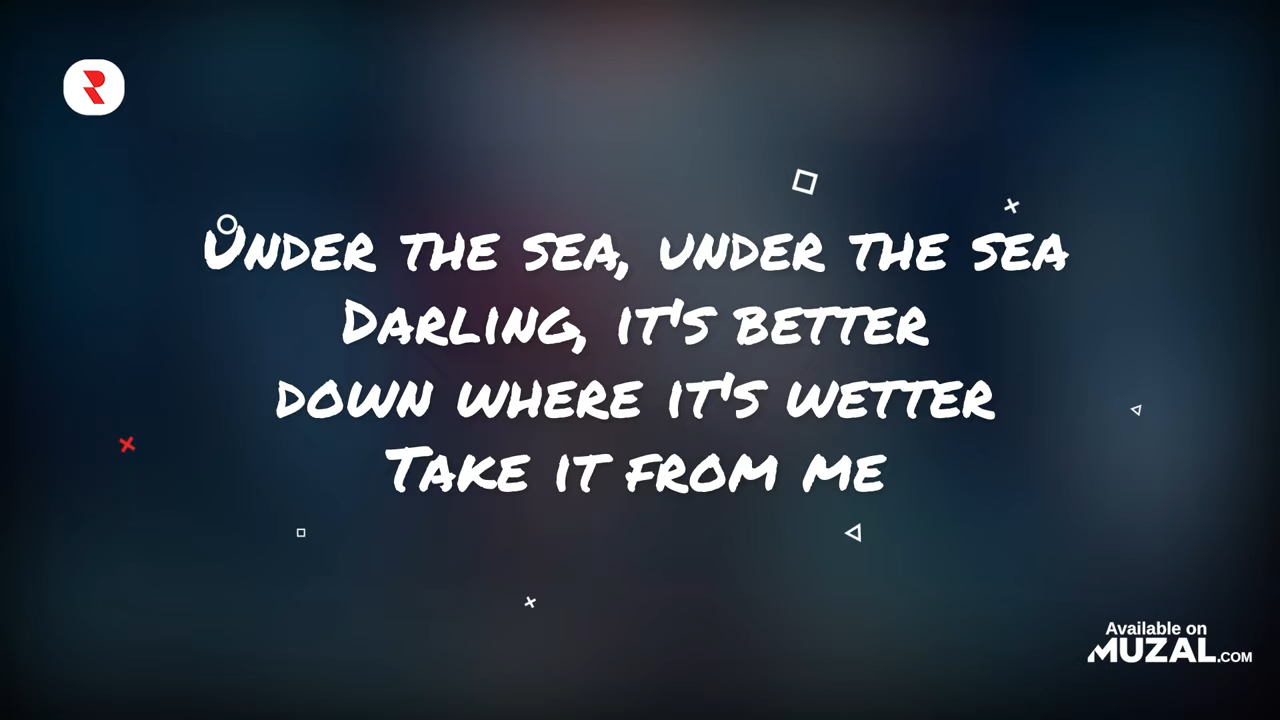 Under the sea, under the sea
Darling, it's better
down where it's wetter
Take it from me
Available on
MUZAL.COM